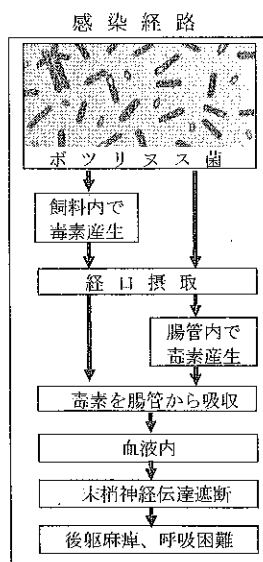 感染経路
ボツリヌス菌
飼料内で
毒素産生
経口摂取
腸管内で
毒素産生
毒素を腸管から吸収
血液内
末梢神経伝達遮断
後躯麻痺、呼吸困難